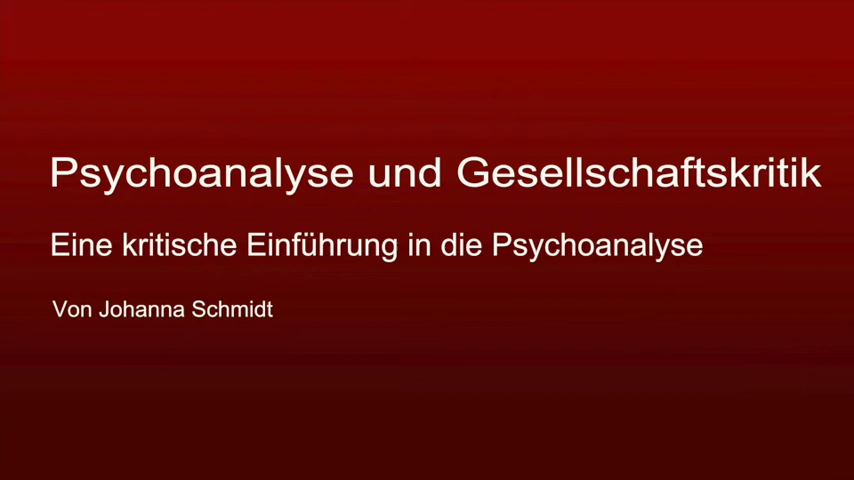 Psychoanalyse und Gesellschaftskritik
Eine kritische Einführung in die Psychoanalyse
Von Johanna Schmidt